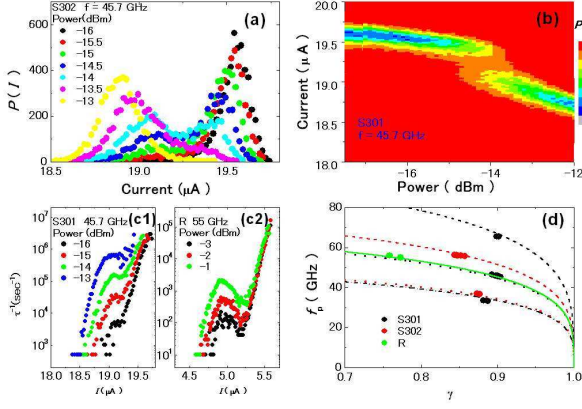 S302 f = 45.7 GHz
(a)
Power(dBm)
-16
-15.5
-15
-14.5
-14
-13.5
-13
P(I)
600
400
200
0
18.5 19.0 19.5
Current(μA)
(b)
P
Current(μA)
20.0
19.5
19.0
18.5
18.0
S301
f = 45.7 GHz
-16 -14 -12
Power (dBm)
S301 45.7 GHz
(c1)
Power (dBm)
-16
-15
-14
-13
τ⁻¹(sec⁻¹)
10⁷
10⁶
10⁵
10⁴
10³
18.5 19.0 19.5
I(μA)
R 55 GHz
(c2)
Power (dBm)
-3
-2
-1
10⁵
10⁴
10³
10²
10¹
4.5 5.0 5.5
I(μA)
(d)
fₚ (GHz)
80
60
40
20
0
S301
S302
R
0.7 0.8 0.9 1.0
γ